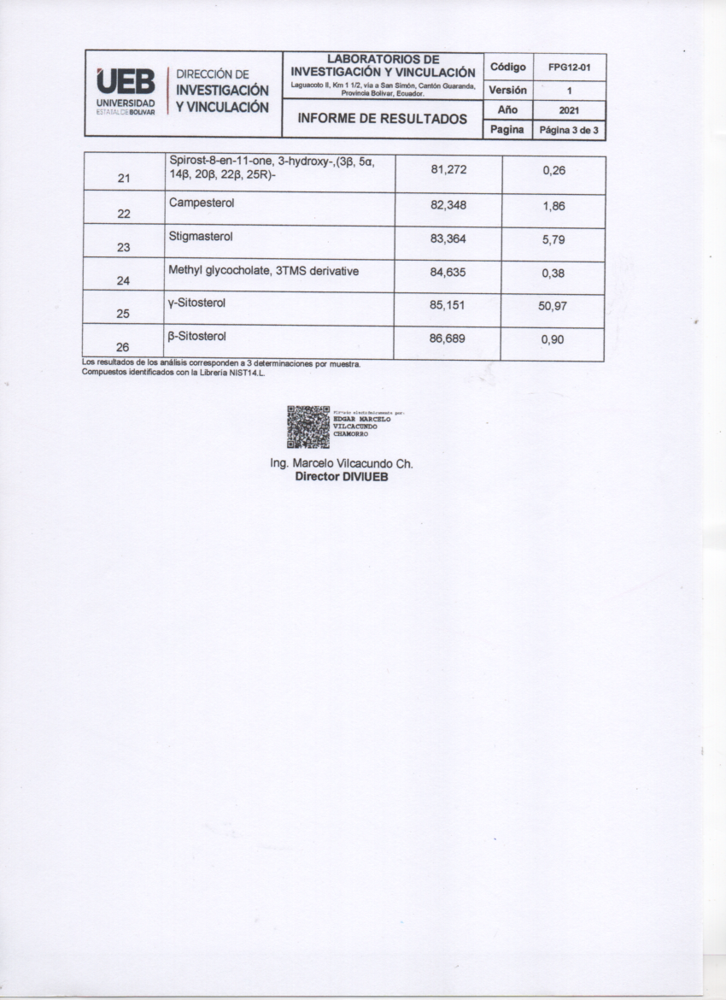 UEB
UNIVERSIDAD
ESTATAL DE BOLIVAR
DIRECCIÓN DE
INVESTIGACIÓN
Y VINCULACIÓN
LABORATORIOS DE
INVESTIGACIÓN Y VINCULACIÓN
Laguacoto II, Km 1 1/2, vía a San Simón, Cantón Guaranda,
Provincia Bolívar, Ecuador.
INFORME DE RESULTADOS
Código FPG12-01
Versión 1
Año 2021
Pagina Página 3 de 3
21 Spirost-8-en-11-one, 3-hydroxy-,(3β, 5α, 81,272 0,26
14β, 20β, 22β, 25R)-
22 Campesterol 82,348 1,86
23 Stigmasterol 83,364 5,79
24 Methyl glycocholate, 3TMS derivative 84,635 0,38
25 γ-Sitosterol 85,151 50,97
26 β-Sitosterol 86,689 0,90
Los resultados de los análisis corresponden a 3 determinaciones por muestra.
Compuestos identificados con la Librería NIST14.L.
Firmado electrónicamente por:
EDGAR MARCELO
VILCACUNDO
CHAMORRO
Ing. Marcelo Vilcacundo Ch.
Director DIVIUEB